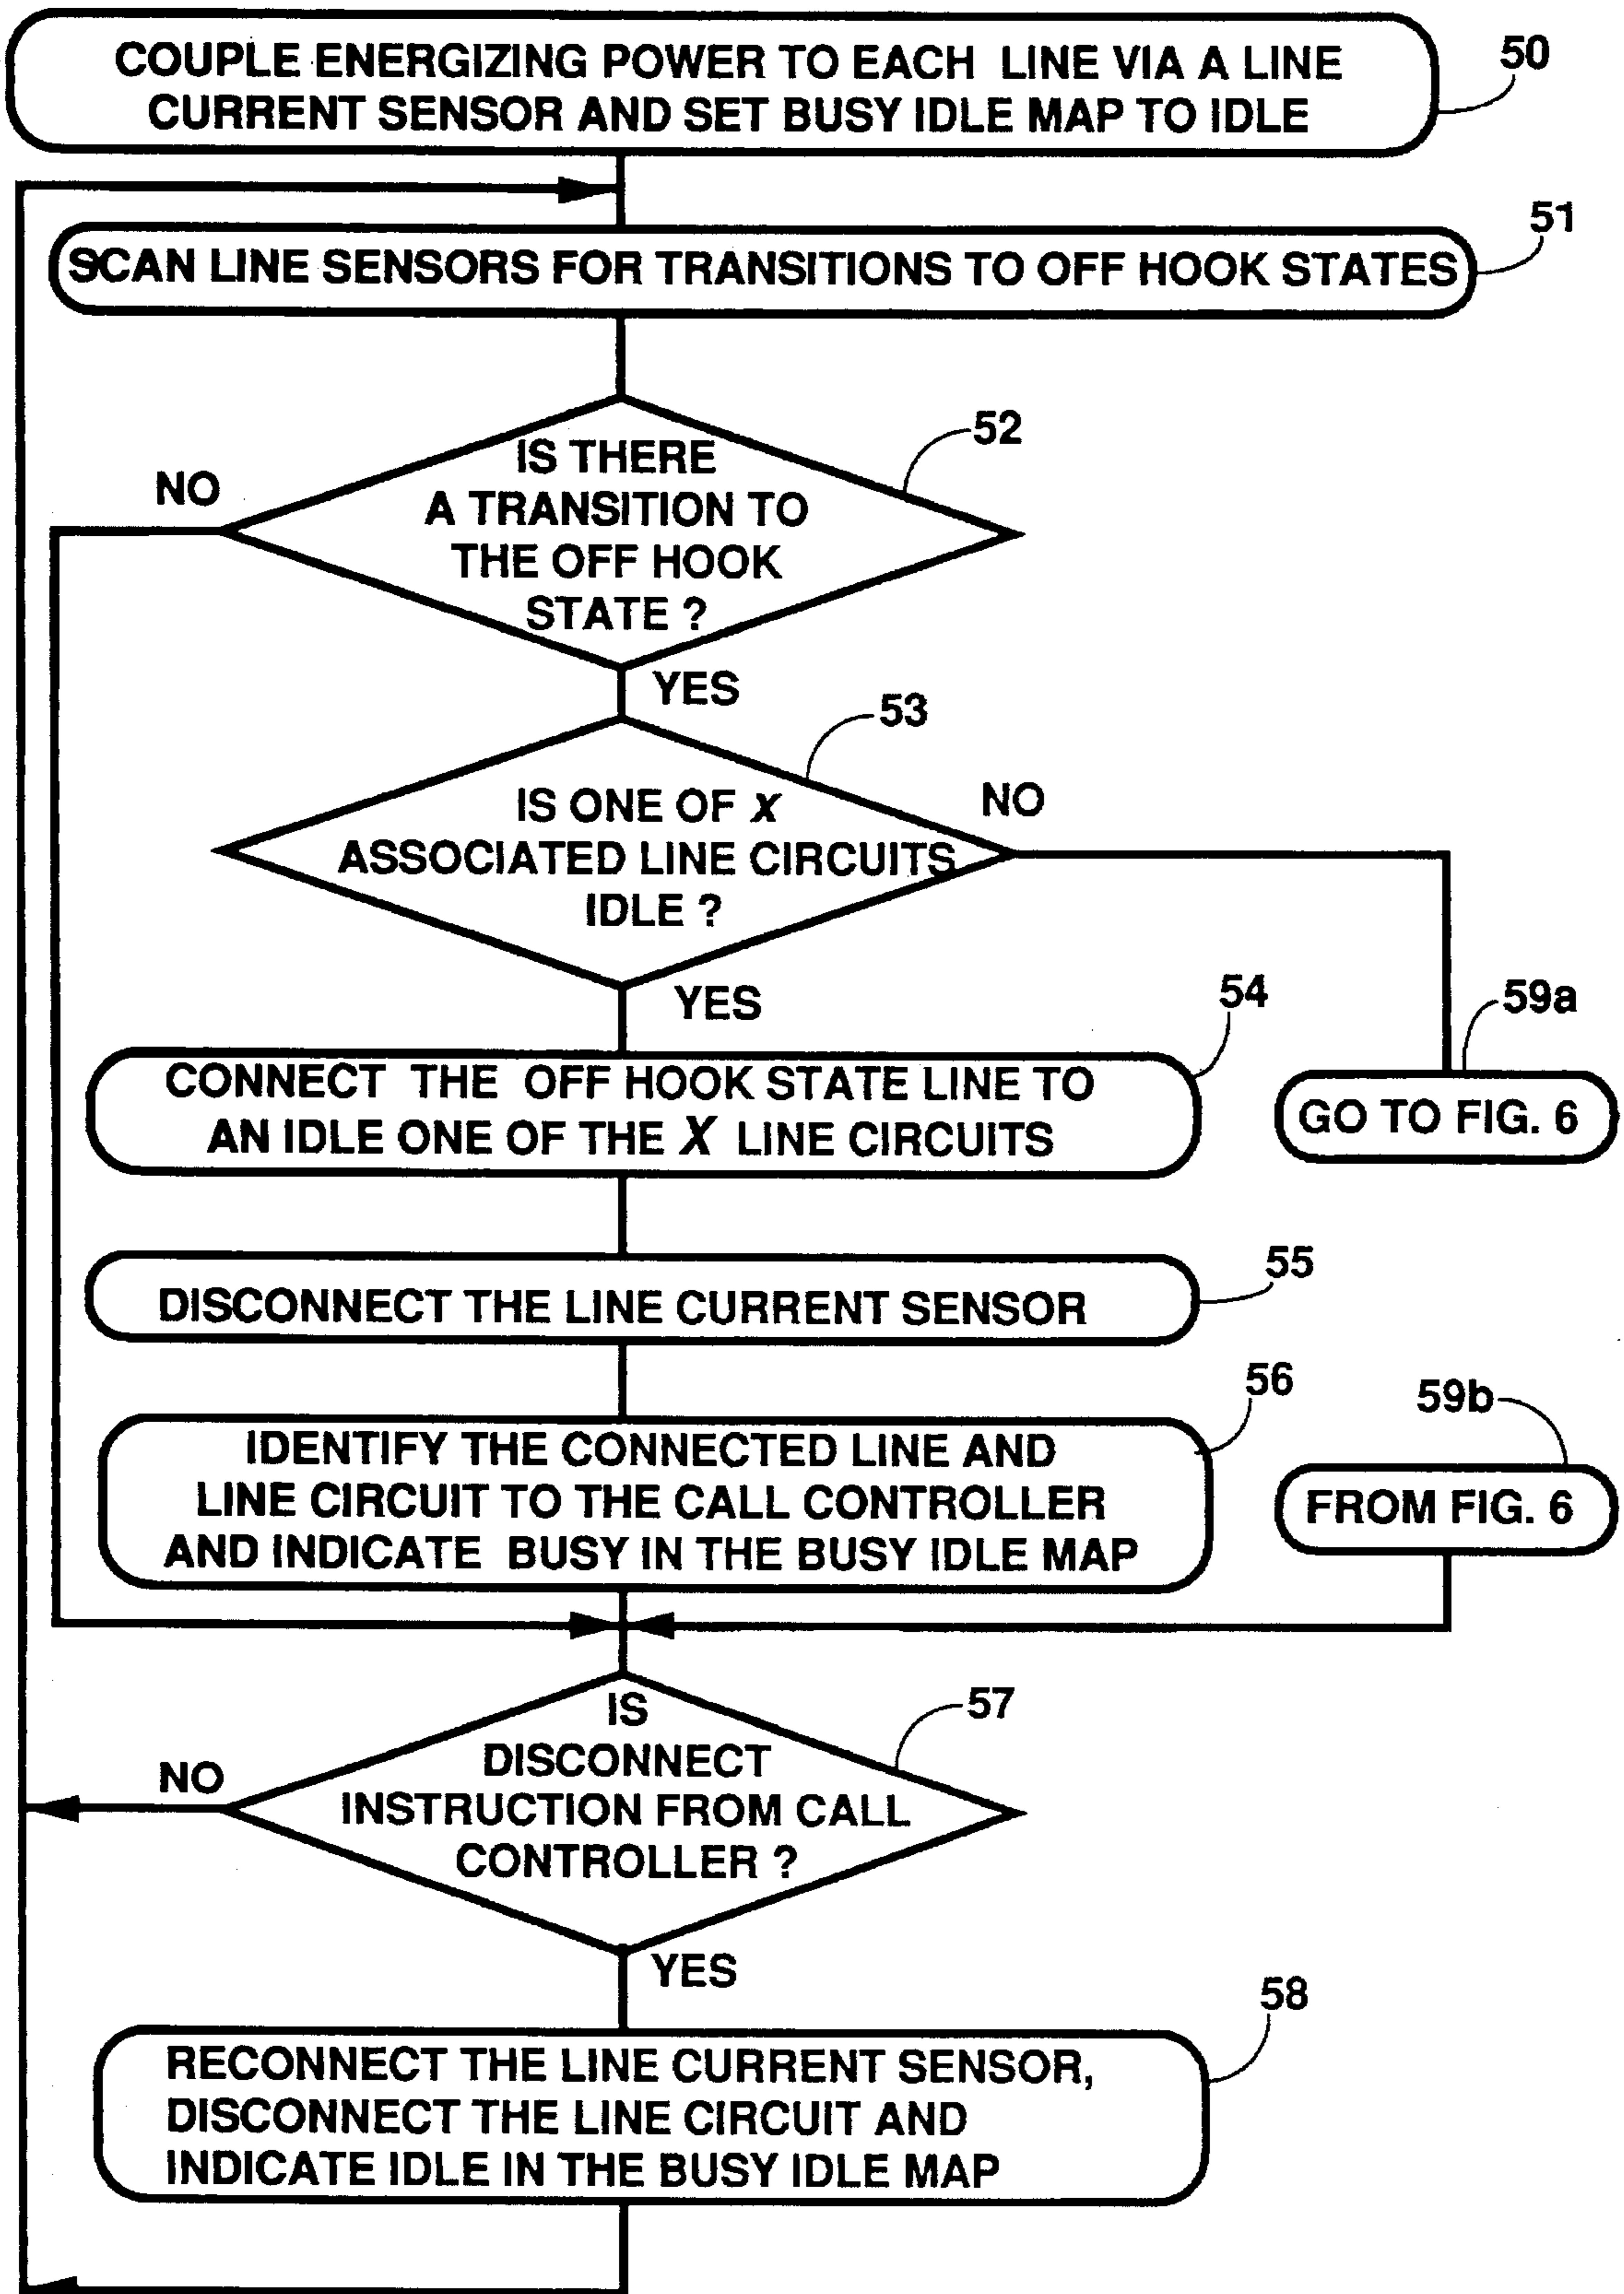 COUPLE ENERGIZING POWER TO EACH LINE VIA A LINE
CURRENT SENSOR AND SET BUSY IDLE MAP TO IDLE
50
SCAN LINE SENSORS FOR TRANSITIONS TO OFF HOOK STATES
51
IS THERE
A TRANSITION TO
THE OFF HOOK
STATE ?
52
NO
YES
IS ONE OF X
ASSOCIATED LINE CIRCUITS
IDLE ?
53
NO
YES
CONNECT THE OFF HOOK STATE LINE TO
AN IDLE ONE OF THE X LINE CIRCUITS
54
59a
GO TO FIG. 6
DISCONNECT THE LINE CURRENT SENSOR
55
IDENTIFY THE CONNECTED LINE AND
LINE CIRCUIT TO THE CALL CONTROLLER
AND INDICATE BUSY IN THE BUSY IDLE MAP
56
59b
FROM FIG. 6
IS
DISCONNECT
INSTRUCTION FROM CALL
CONTROLLER ?
57
NO
YES
RECONNECT THE LINE CURRENT SENSOR,
DISCONNECT THE LINE CIRCUIT AND
INDICATE IDLE IN THE BUSY IDLE MAP
58